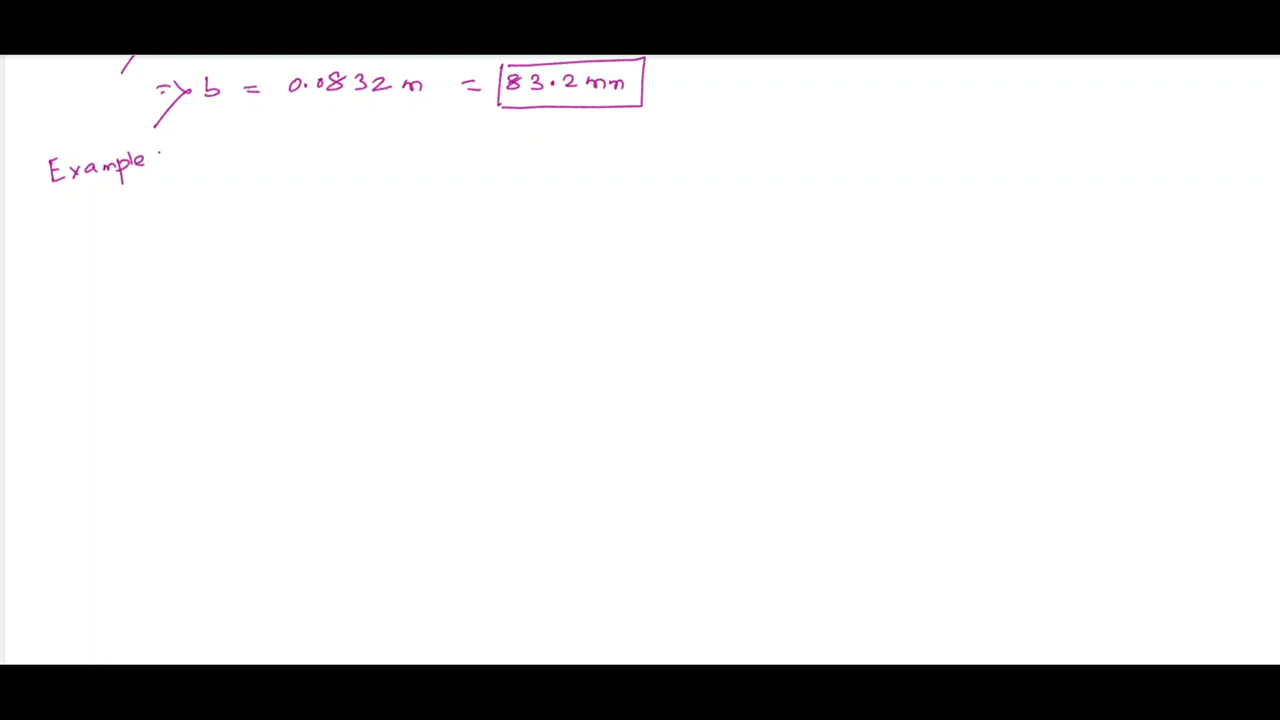 => b = 0.0832 m = 83.2 mm
Example :